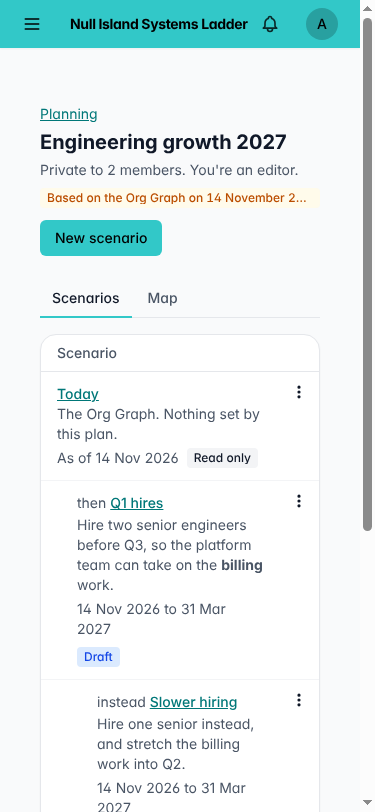 Null Island Systems Ladder
A
Planning
Engineering growth 2027
Private to 2 members. You're an editor.
Based on the Org Graph on 14 November 2...
New scenario
Scenarios
Map
Scenario
Today
The Org Graph. Nothing set by
this plan.
As of 14 Nov 2026 Read only
then Q1 hires
Hire two senior engineers
before Q3, so the platform
team can take on the billing
work.
14 Nov 2026 to 31 Mar
2027
Draft
instead Slower hiring
Hire one senior instead,
and stretch the billing
work into Q2.
14 Nov 2026 to 31 Mar
2027